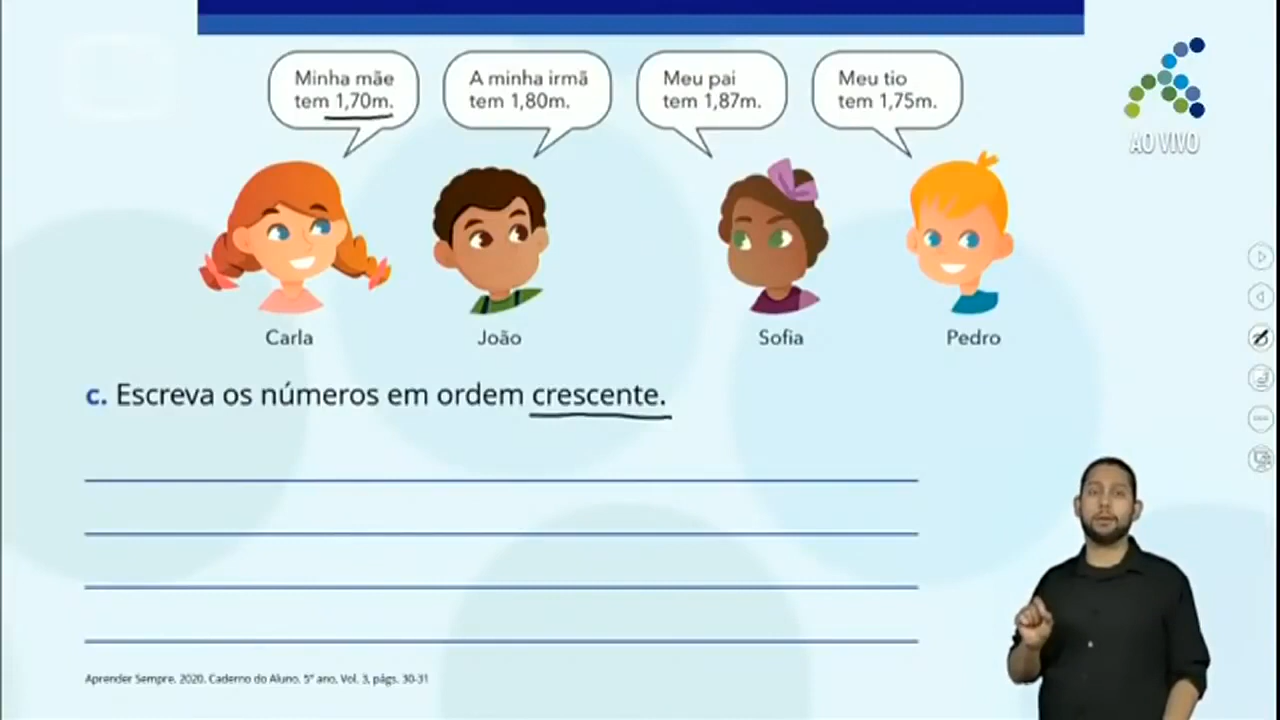 Minha mãe
tem 1,70m.
A minha irmã
tem 1,80m.
Meu pai
tem 1,87m.
Meu tio
tem 1,75m.
AO VIVO
Carla
João
Sofia
Pedro
c. Escreva os números em ordem crescente.
Aprender Sempre. 2020. Caderno do Aluno. 5º ano. Vol. 3, págs. 30-31